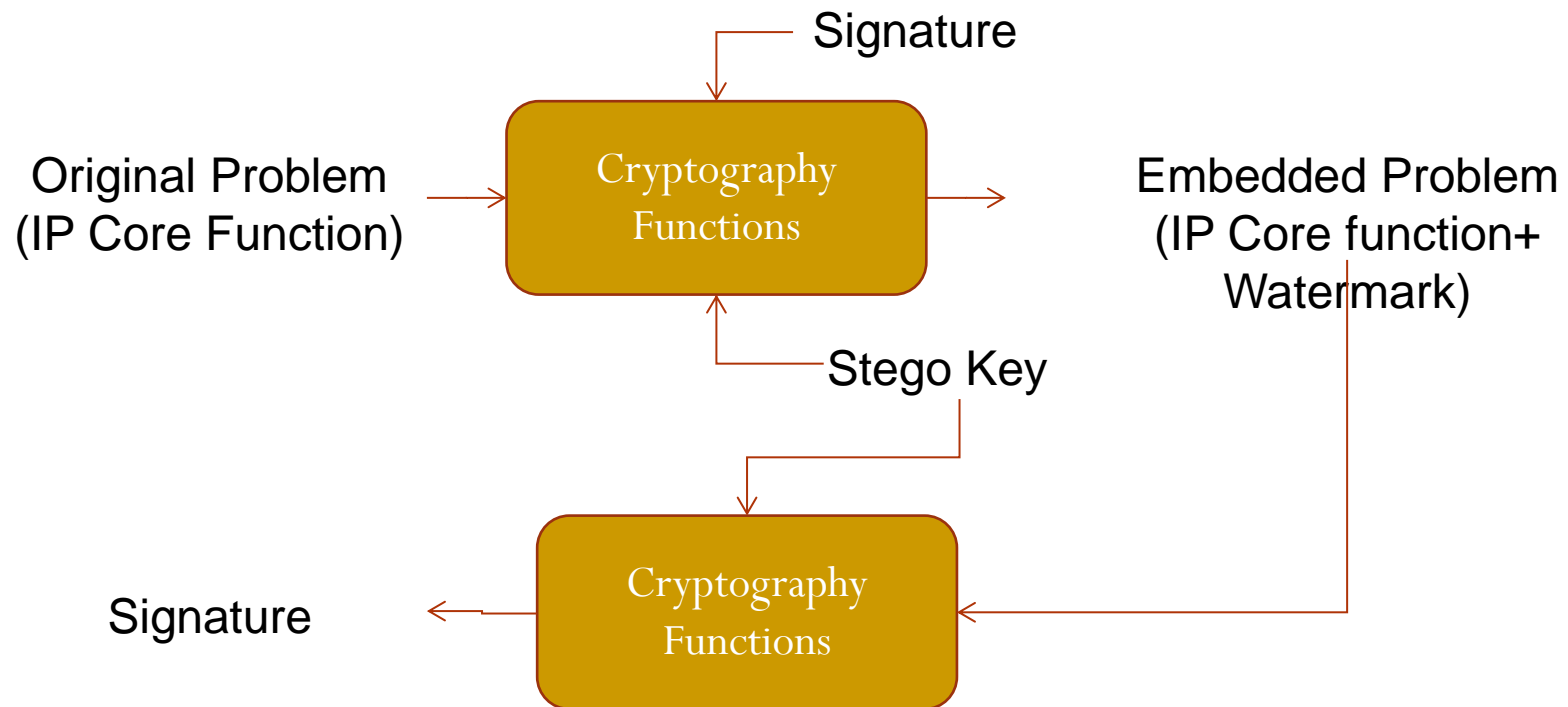 Signature
Original Problem
(IP Core Function)
Cryptography
Functions
Embedded Problem
(IP Core function+
Watermark)
Stego Key
Cryptography
Functions
Signature